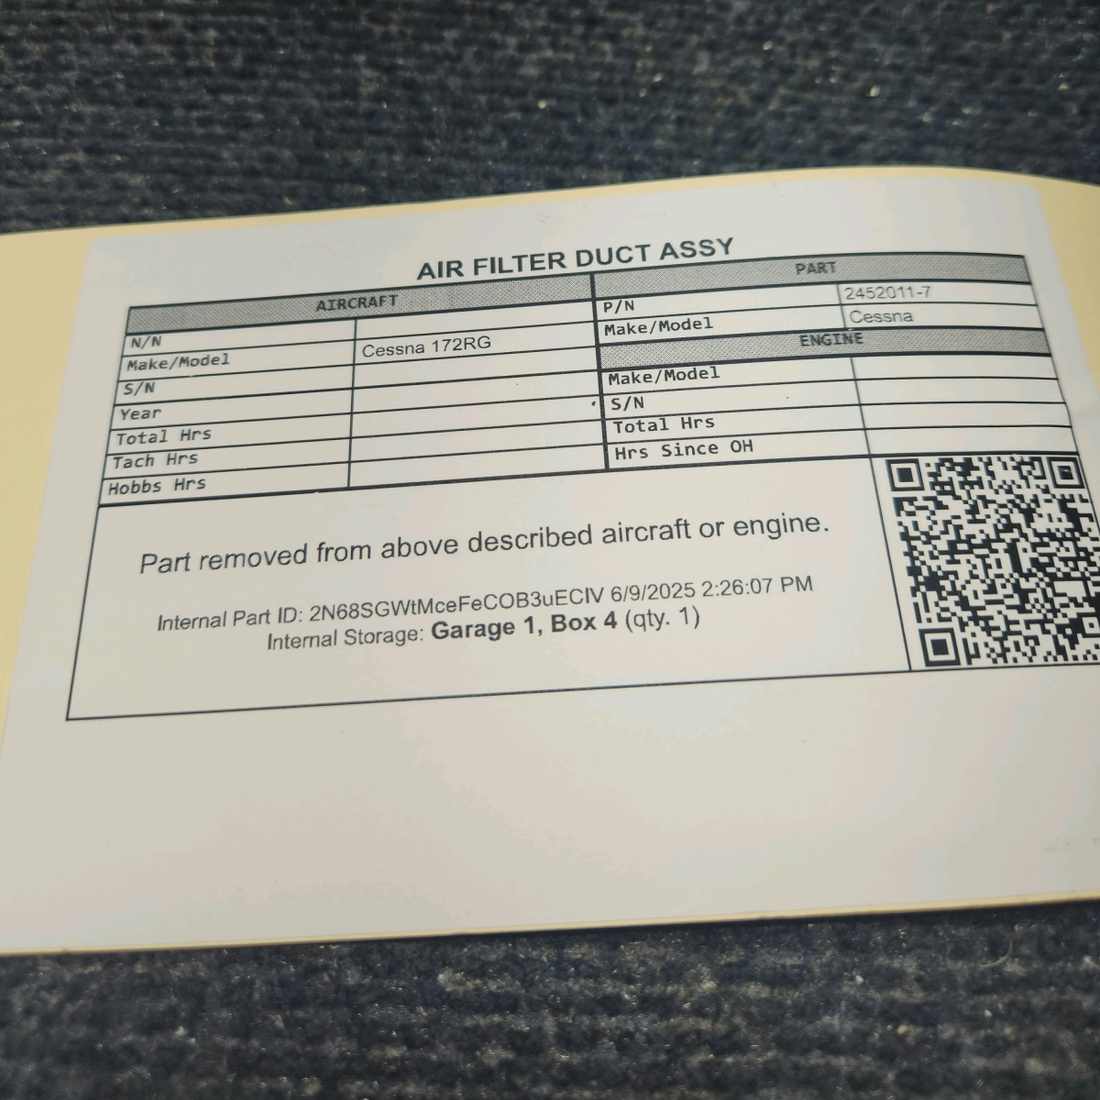 AIR FILTER DUCT ASSY
AIRCRAFT
N/N
Make/Model Cessna 172RG
S/N
Year
Total Hrs
Tach Hrs
Hobbs Hrs
PART
P/N 2452011-7
Make/Model Cessna
ENGINE
Make/Model
S/N
Total Hrs
Hrs Since OH
Part removed from above described aircraft or engine.
Internal Part ID: 2N68SGWtMceFeCOB3uECIV 6/9/2025 2:26:07 PM
Internal Storage: Garage 1, Box 4 (qty. 1)